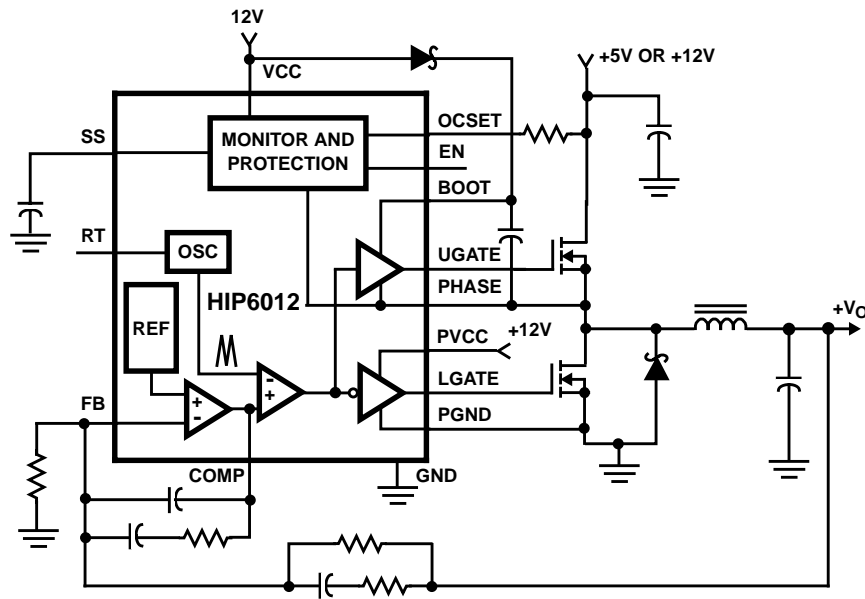 12V
VCC
+5V OR +12V
SS
MONITOR AND
PROTECTION
OCSET
EN
BOOT
RT
OSC
UGATE
HIP6012
PHASE
REF
+12V
+VO
PVCC
LGATE
FB
PGND
COMP
GND
+
-
-
+